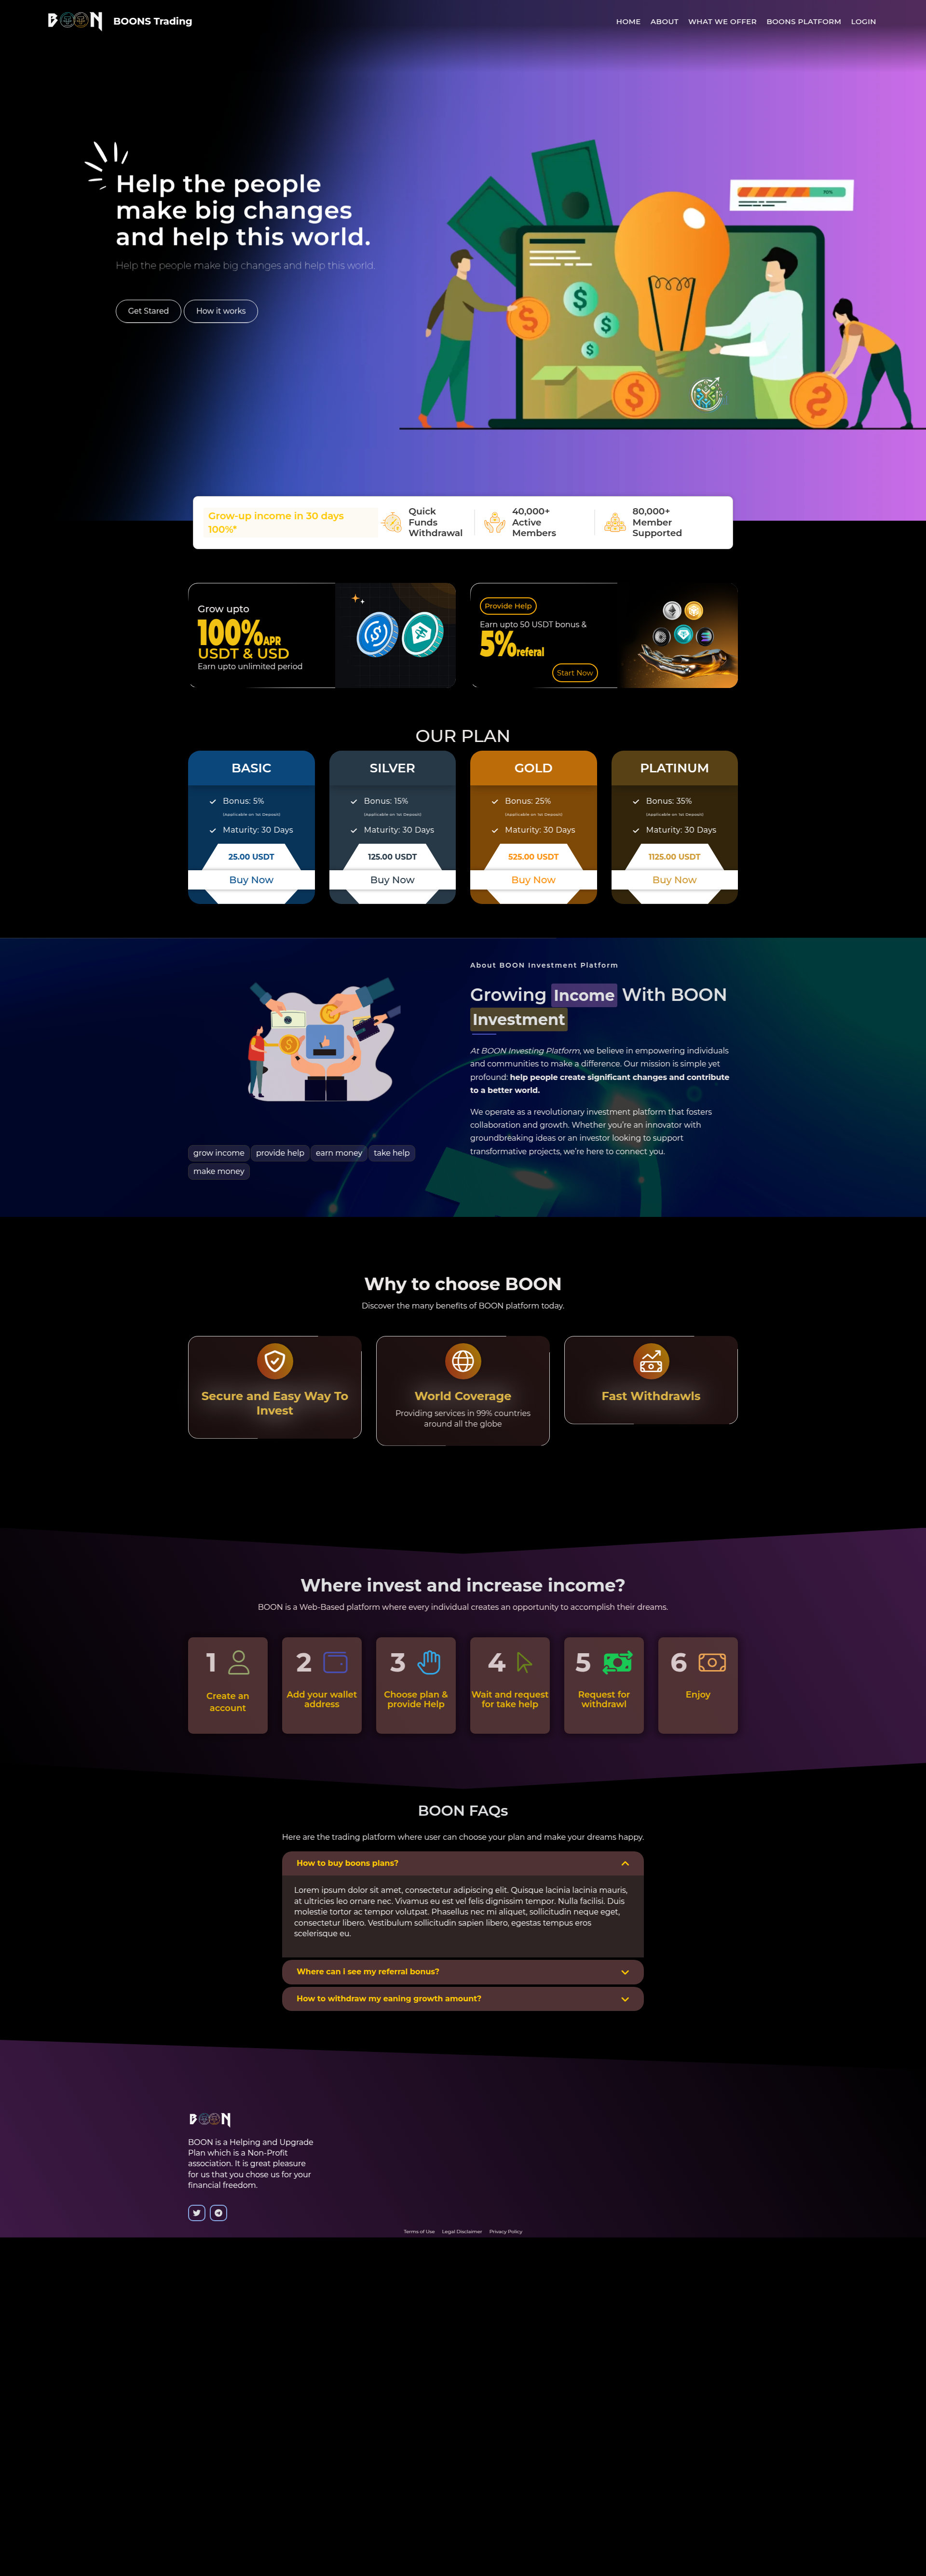 BOON BOONS Trading
HOME ABOUT WHAT WE OFFER BOONS PLATFORM LOGIN
Help the people
make big changes
and help this world.
Help the people make big changes and help this world.
Get Stared How it works
Grow-up income in 30 days
100%*
Quick
Funds
Withdrawal
40,000+
Active
Members
80,000+
Member
Supported
Grow upto
100%APR
USDT & USD
Earn upto unlimited period
Provide Help
Earn upto 50 USDT bonus &
5%referal
Start Now
OUR PLAN
BASIC
Bonus: 5%
(Applicable on 1st Deposit)
Maturity: 30 Days
25.00 USDT
Buy Now
SILVER
Bonus: 15%
(Applicable on 1st Deposit)
Maturity: 30 Days
125.00 USDT
Buy Now
GOLD
Bonus: 25%
(Applicable on 1st Deposit)
Maturity: 30 Days
525.00 USDT
Buy Now
PLATINUM
Bonus: 35%
(Applicable on 1st Deposit)
Maturity: 30 Days
1125.00 USDT
Buy Now
grow income provide help earn money take help
make money
About BOON Investment Platform
Growing Income With BOON
Investment
At BOON Investing Platform, we believe in empowering individuals
and communities to make a difference. Our mission is simple yet
profound: help people create significant changes and contribute
to a better world.
We operate as a revolutionary investment platform that fosters
collaboration and growth. Whether you're an innovator with
groundbreaking ideas or an investor looking to support
transformative projects, we're here to connect you.
Why to choose BOON
Discover the many benefits of BOON platform today.
Secure and Easy Way To
Invest
World Coverage
Providing services in 99% countries
around all the globe
Fast Withdrawls
Where invest and increase income?
BOON is a Web-Based platform where every individual creates an opportunity to accomplish their dreams.
1
Create an
account
2
Add your wallet
address
3
Choose plan &
provide Help
4
Wait and request
for take help
5
Request for
withdrawl
6
Enjoy
BOON FAQs
Here are the trading platform where user can choose your plan and make your dreams happy.
How to buy boons plans?
Lorem ipsum dolor sit amet, consectetur adipiscing elit. Quisque lacinia lacinia mauris,
at ultricies leo ornare nec. Vivamus eu est vel felis dignissim tempor. Nulla facilisi. Duis
molestie tortor ac tempor volutpat. Phasellus nec mi aliquet, sollicitudin neque eget,
consectetur libero. Vestibulum sollicitudin sapien libero, egestas tempus eros
scelerisque eu.
Where can i see my referral bonus?
How to withdraw my eaning growth amount?
BOON
BOON is a Helping and Upgrade
Plan which is a Non-Profit
association. It is great pleasure
for us that you chose us for your
financial freedom.
Terms of Use Legal Disclaimer Privacy Policy